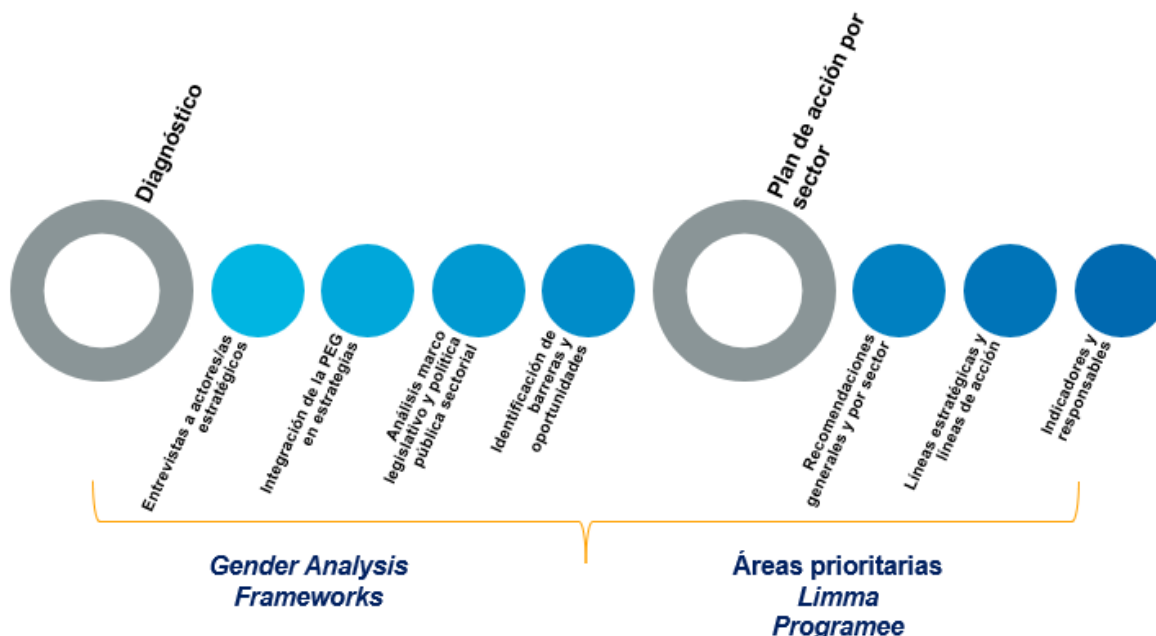 Diagnóstico
Entrevistas a actores/as
estratégicos
Integración de la PEG
en estrategias
Análisis marco
legislativo y política
pública sectorial
Identificación de
barreras y
oportunidades
Plan de acción por
sector
Recomendaciones
generales y por sector
Lineas estratégicas y
líneas de acción
Indicadores y
responsables
Gender Analysis
Frameworks
Áreas prioritarias
Limma
Programee